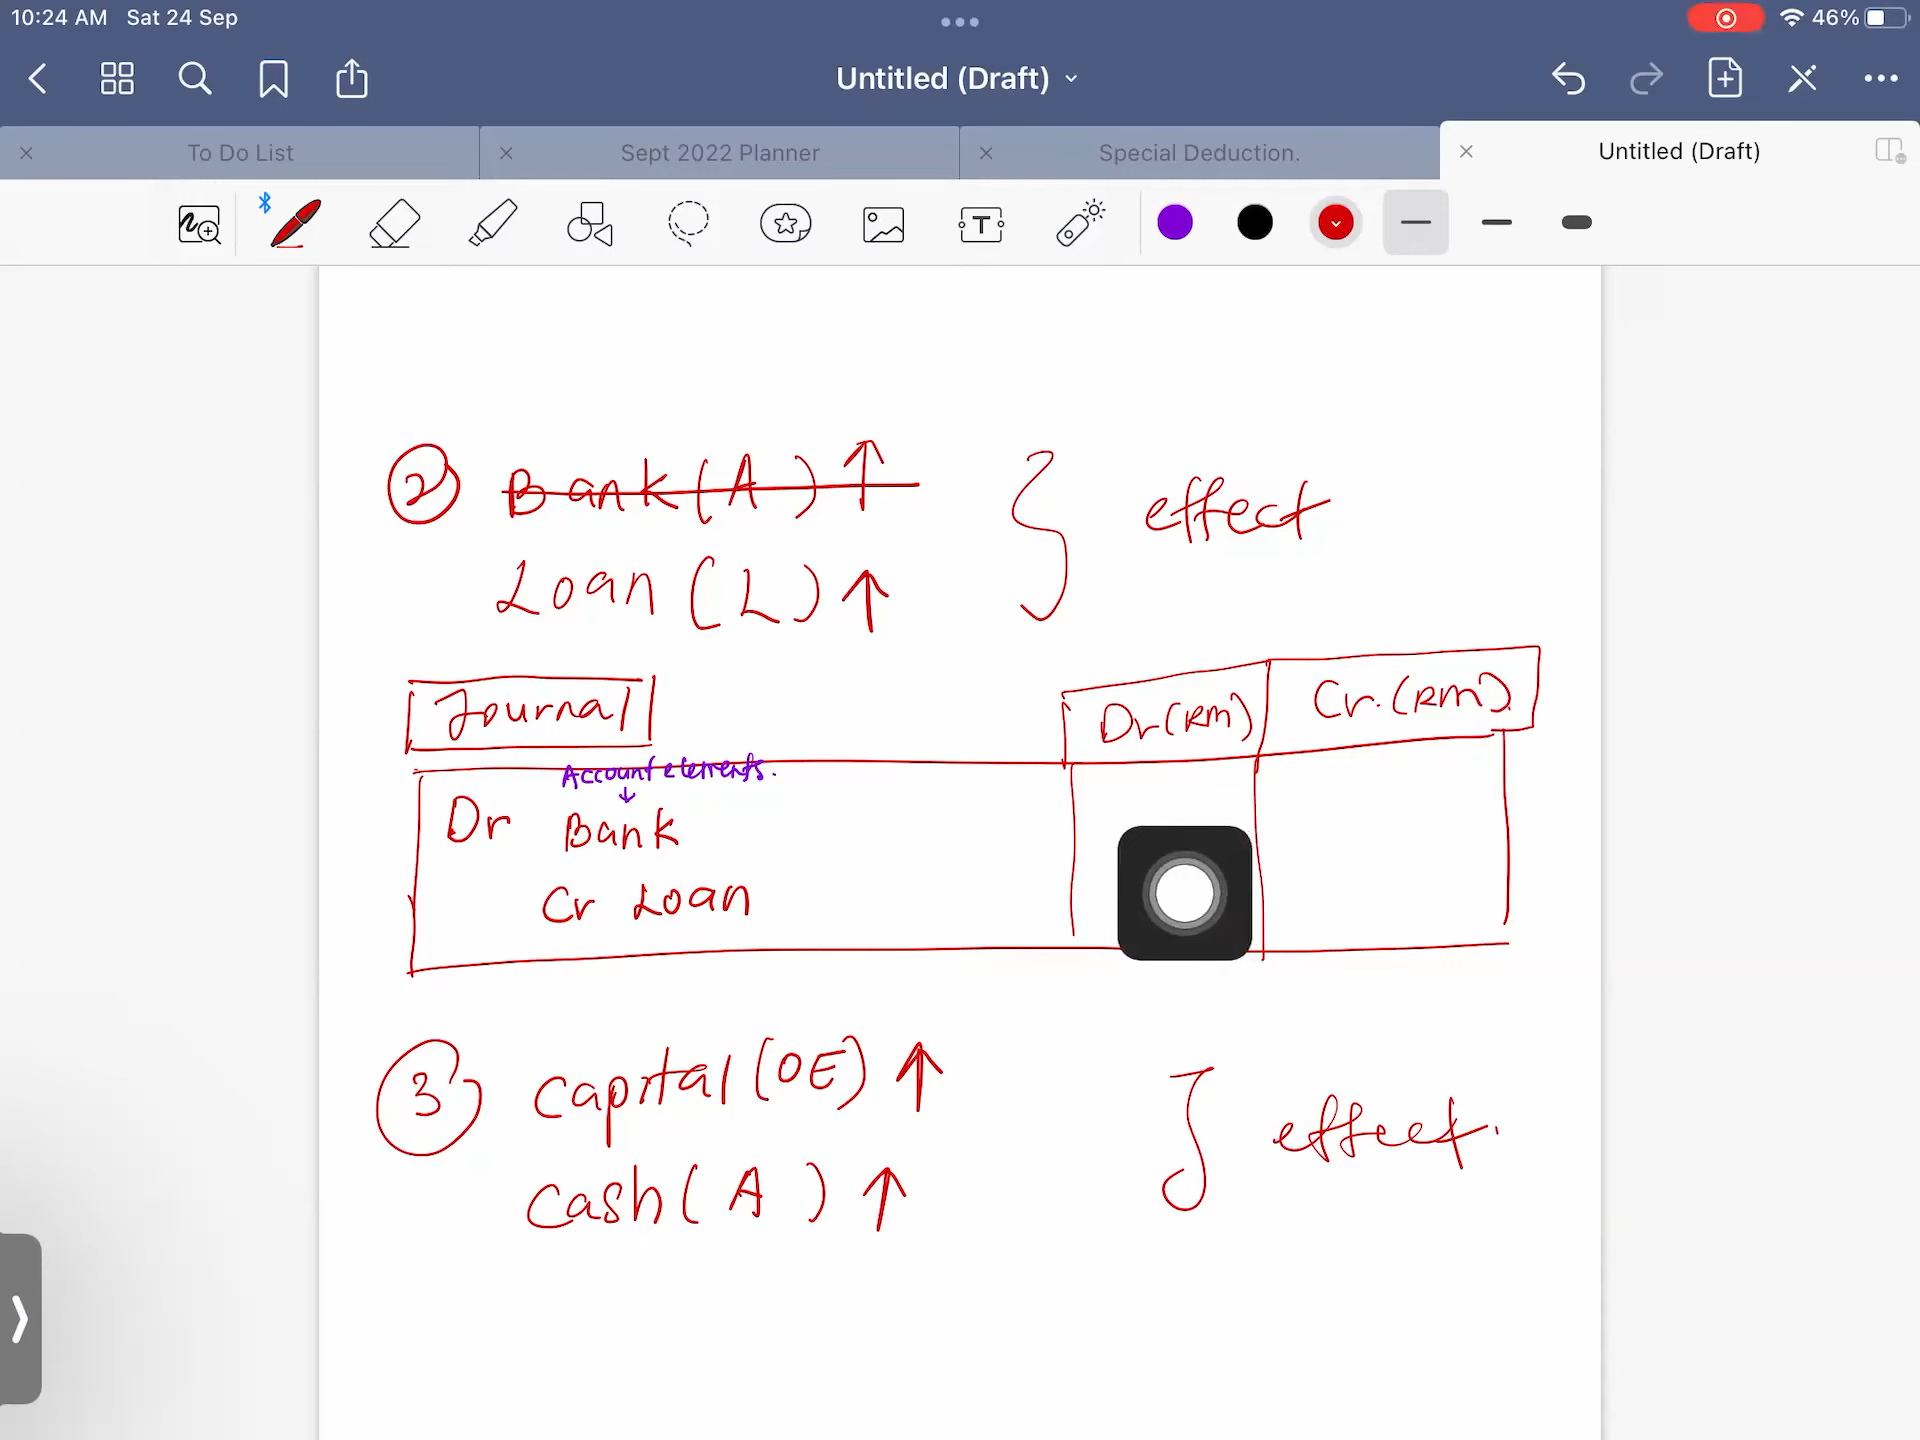 10:24 AM Sat 24 Sep
46%
Untitled (Draft)
To Do List
Sept 2022 Planner
Special Deduction.
Untitled (Draft)
T
2 Bank (A) ↑
effect
Loan (L) ↑
Journal
Dr (RM)
Cr. (RM)
Account elements.
↓
Dr Bank
Cr Loan
3 Capital (OE) ↑
effect.
Cash (A) ↑